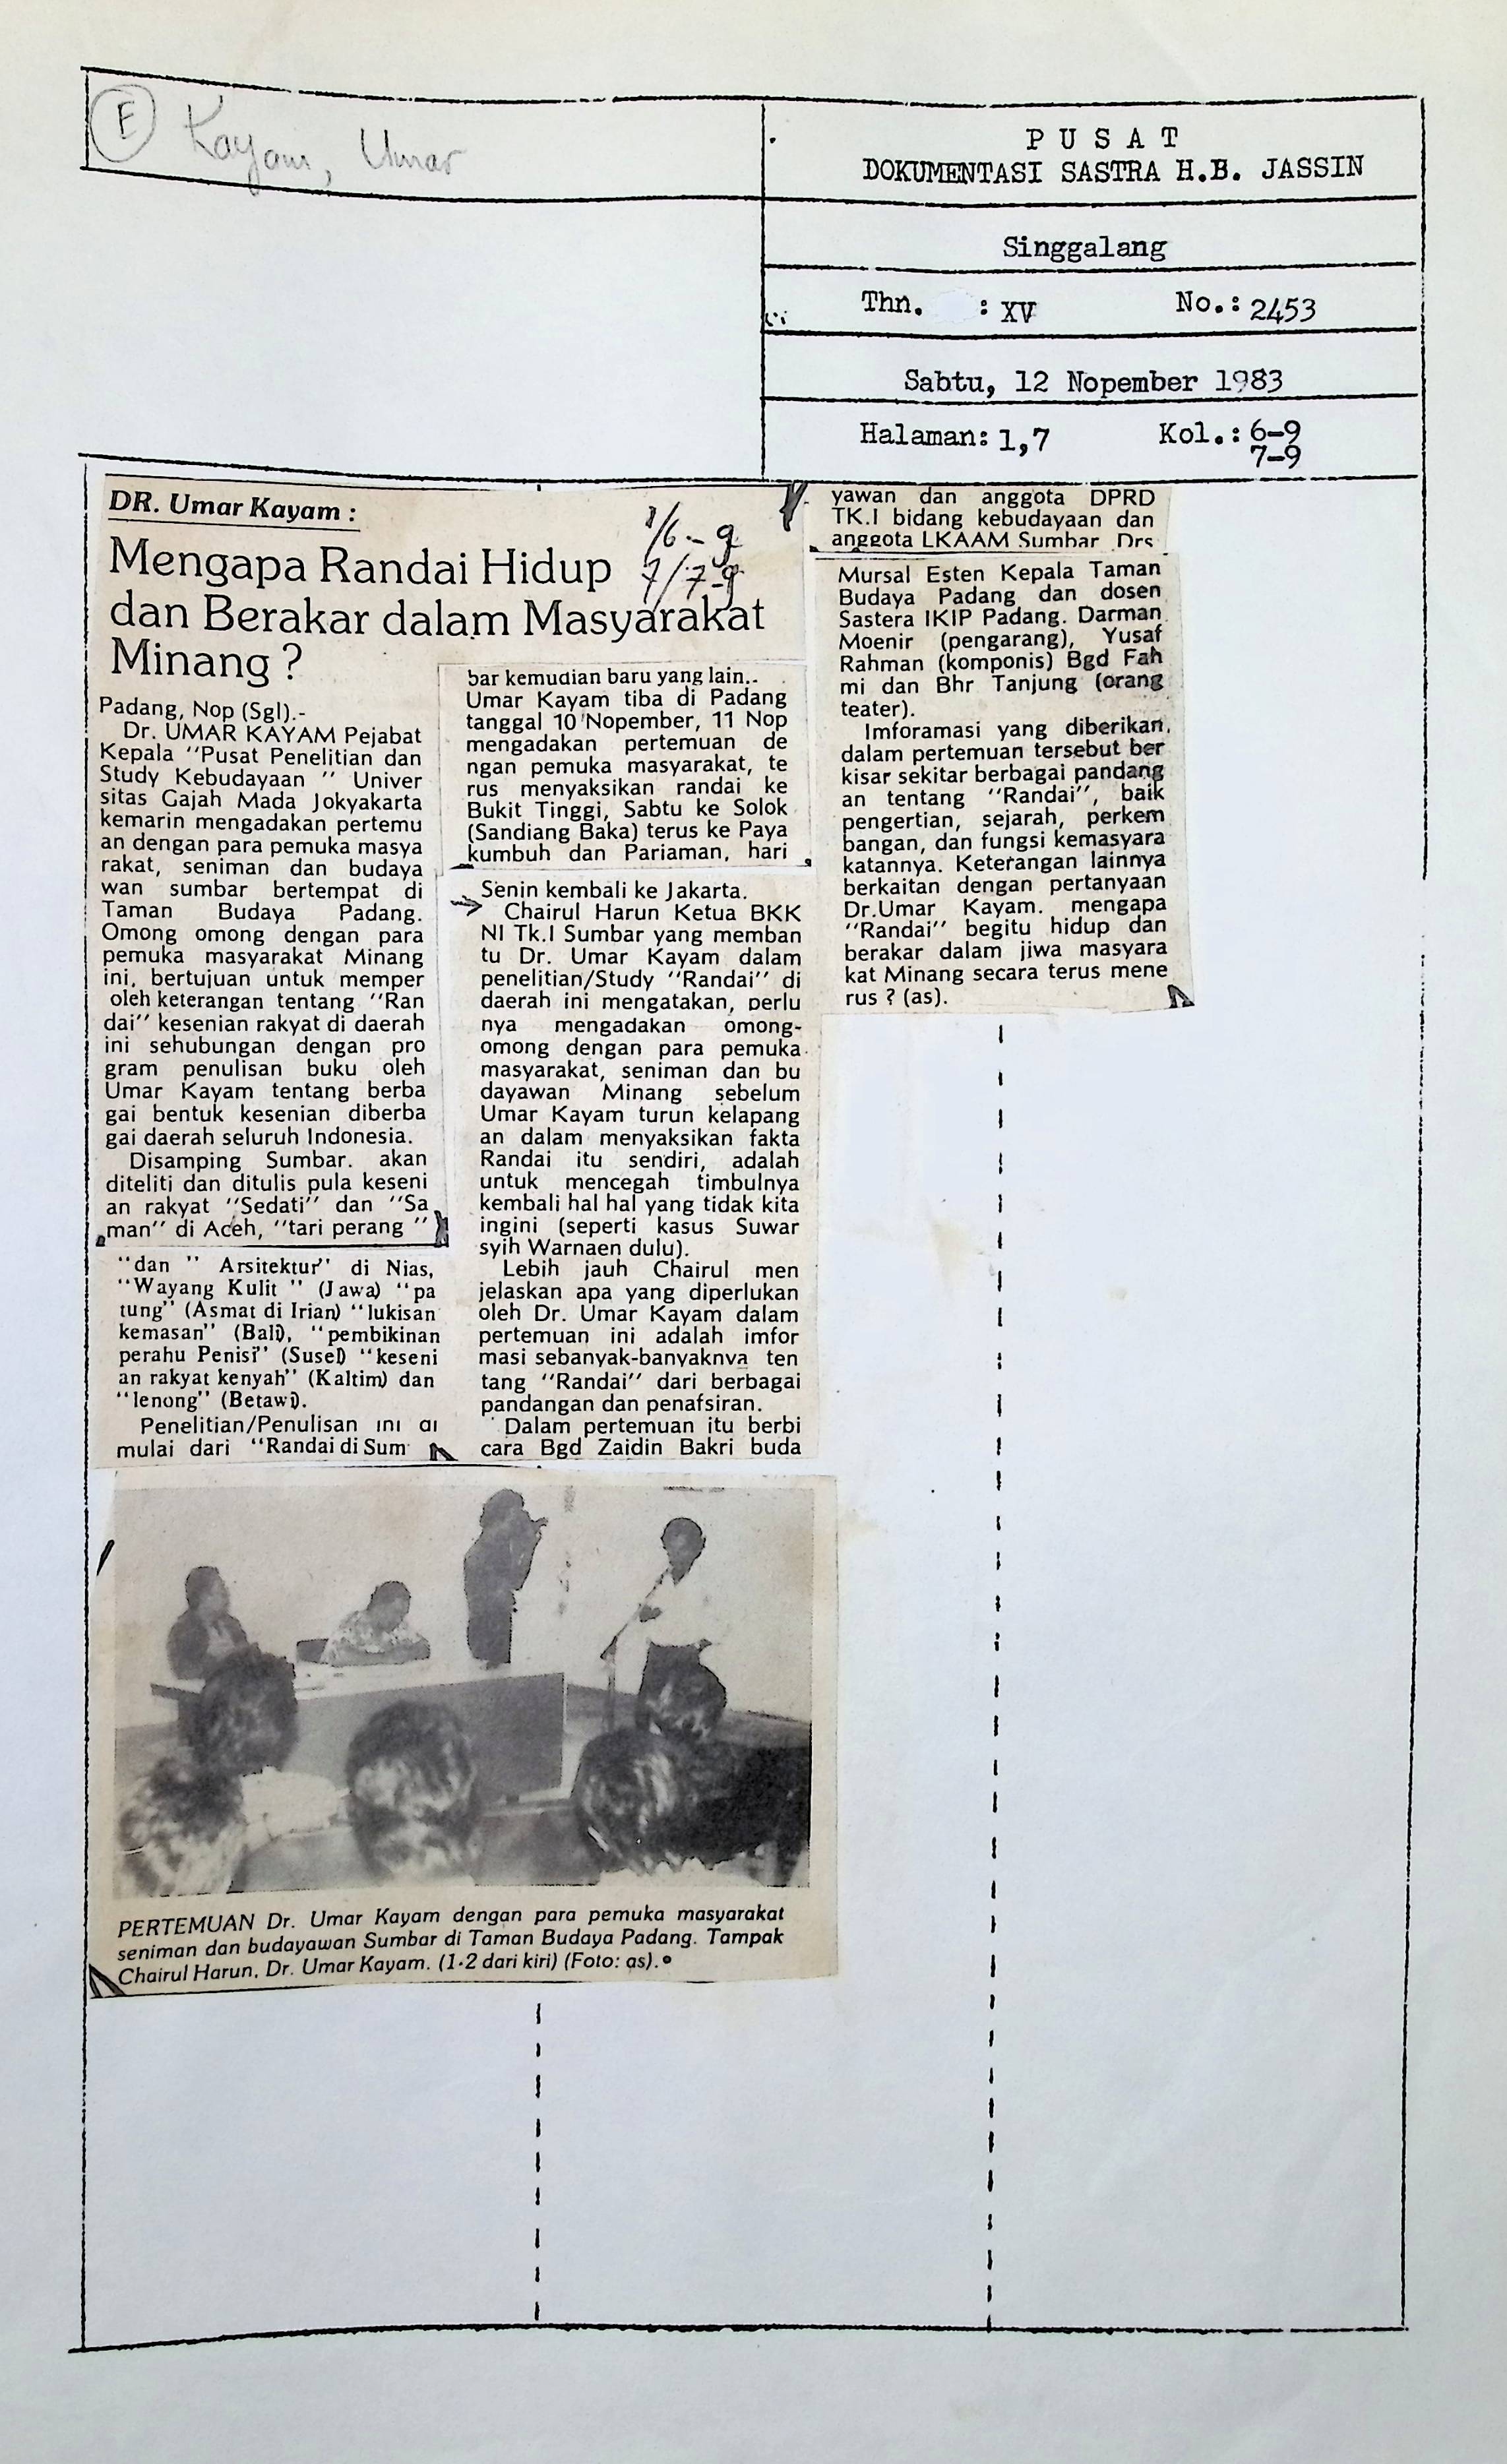 E Kayam, Umar
P U S A T
DOKUMENTASI SASTRA H.B. JASSIN
Singgalang
Thn. : XV No.: 2453
Sabtu, 12 Nopember 1983
Halaman: 1,7 Kol.: 6-9
7-9
DR. Umar Kayam :
1/6 - 9
7/7-9
Mengapa Randai Hidup
dan Berakar dalam Masyarakat
Minang ?
Padang, Nop (Sgl).-
Dr. UMAR KAYAM Pejabat
Kepala "Pusat Penelitian dan
Study Kebudayaan " Univer
sitas Gajah Mada Jokyakarta
kemarin mengadakan pertemu
an dengan para pemuka masya
rakat, seniman dan budaya
wan sumbar bertempat di
Taman Budaya Padang.
Omong omong dengan para
pemuka masyarakat Minang
ini, bertujuan untuk memper
oleh keterangan tentang "Ran
dai" kesenian rakyat di daerah
ini sehubungan dengan pro
gram penulisan buku oleh
Umar Kayam tentang berba
gai bentuk kesenian diberba
gai daerah seluruh Indonesia.
Disamping Sumbar. akan
diteliti dan ditulis pula keseni
an rakyat "Sedati" dan "Sa
man" di Aceh, "tari perang "
"dan " Arsitektur" di Nias,
"Wayang Kulit " (Jawa) "pa
tung" (Asmat di Irian) "lukisan
kemasan" (Bali), "pembikinan
perahu Penisi" (Susel) "keseni
an rakyat kenyah" (Kaltim) dan
"lenong" (Betawi).
Penelitian/Penulisan ini di
mulai dari "Randai di Sum
bar kemudian baru yang lain..
Umar Kayam tiba di Padang
tanggal 10 Nopember, 11 Nop
mengadakan pertemuan de
ngan pemuka masyarakat, te
rus menyaksikan randai ke
Bukit Tinggi, Sabtu ke Solok
(Sandiang Baka) terus ke Paya
kumbuh dan Pariaman, hari
Senin kembali ke Jakarta.
Chairul Harun Ketua BKK
NI Tk.I Sumbar yang memban
tu Dr. Umar Kayam dalam
penelitian/Study "Randai" di
daerah ini mengatakan, perlu
nya mengadakan omong-
omong dengan para pemuka
masyarakat, seniman dan bu
dayawan Minang sebelum
Umar Kayam turun kelapang
an dalam menyaksikan fakta
Randai itu sendiri, adalah
untuk mencegah timbulnya
kembali hal hal yang tidak kita
ingini (seperti kasus Suwar
syih Warnaen dulu).
Lebih jauh Chairul men
jelaskan apa yang diperlukan
oleh Dr. Umar Kayam dalam
pertemuan ini adalah imfor
masi sebanyak-banyaknya ten
tang "Randai" dari berbagai
pandangan dan penafsiran.
Dalam pertemuan itu berbi
cara Bgd Zaidin Bakri buda
yawan dan anggota DPRD
TK.I bidang kebudayaan dan
anggota LKAAM Sumbar Drs
Mursal Esten Kepala Taman
Budaya Padang dan dosen
Sastera IKIP Padang. Darman
Moenir (pengarang), Yusaf
Rahman (komponis) Bgd Fah
mi dan Bhr Tanjung (orang
teater).
Imforamasi yang diberikan
dalam pertemuan tersebut ber
kisar sekitar berbagai pandang
an tentang "Randai", baik
pengertian, sejarah, perkem
bangan, dan fungsi kemasyara
katannya. Keterangan lainnya
berkaitan dengan pertanyaan
Dr.Umar Kayam. mengapa
"Randai" begitu hidup dan
berakar dalam jiwa masyara
kat Minang secara terus mene
rus ? (as).
PERTEMUAN Dr. Umar Kayam dengan para pemuka masyarakat
seniman dan budayawan Sumbar di Taman Budaya Padang. Tampak
Chairul Harun, Dr. Umar Kayam. (1-2 dari kiri) (Foto: as).